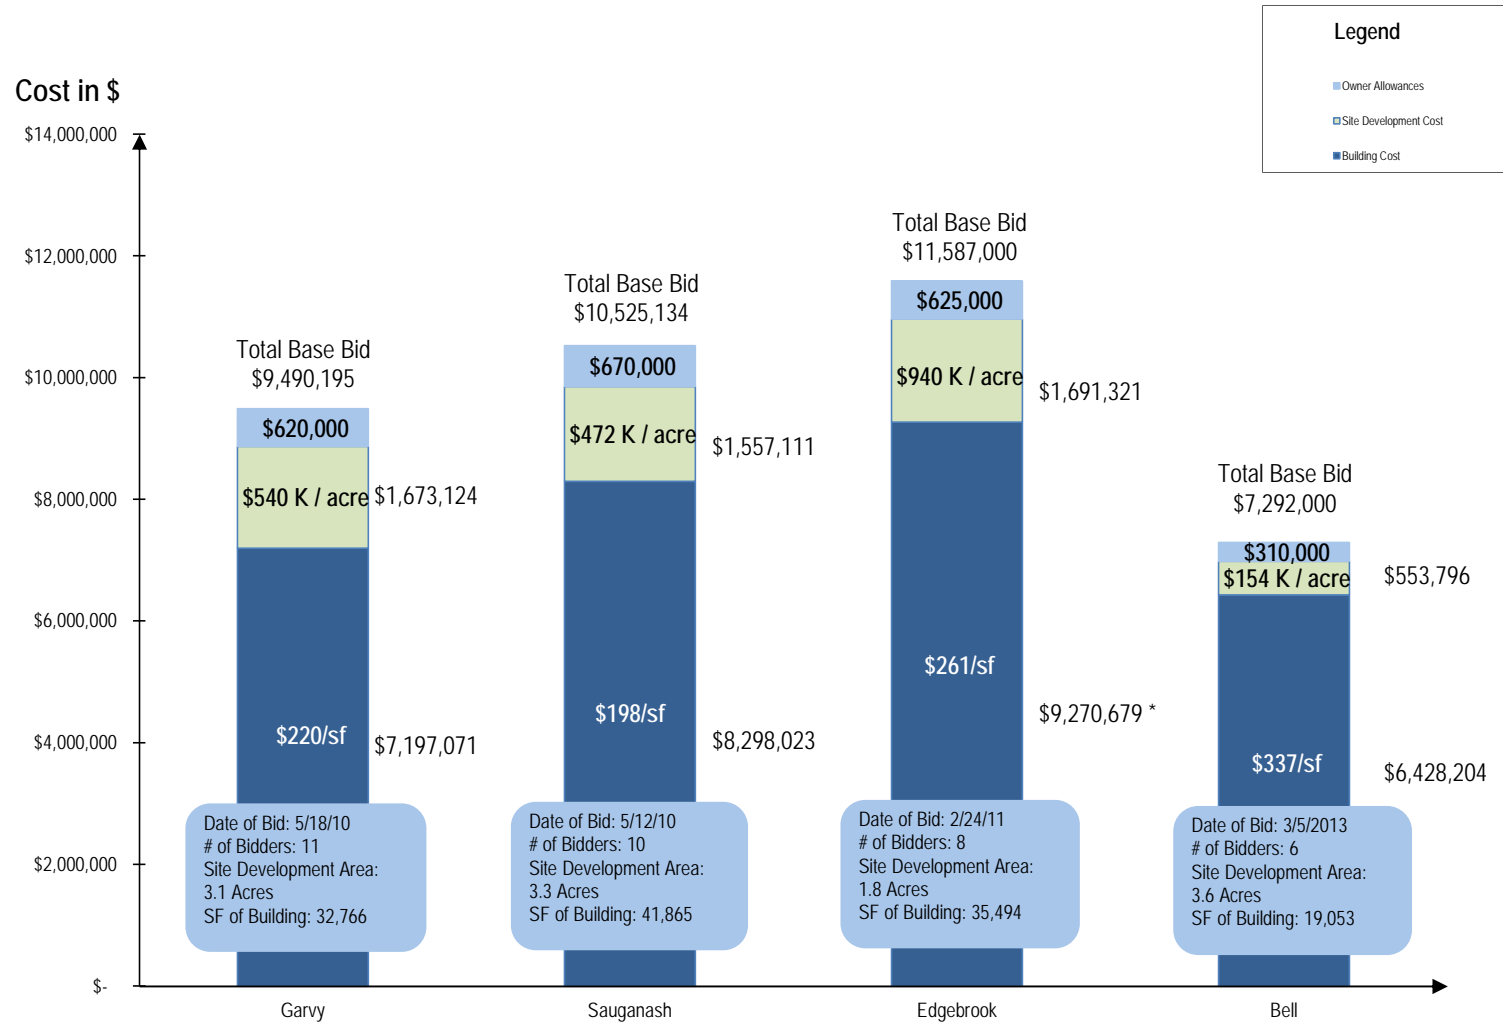 Legend
Owner Allowances
Site Development Cost
Building Cost
Cost in $
$14,000,000
$12,000,000
$10,000,000
$8,000,000
$6,000,000
$4,000,000
$2,000,000
$-
Total Base Bid
$9,490,195
$620,000
$540 K / acre
$1,673,124
$220/sf
$7,197,071
Date of Bid: 5/18/10
# of Bidders: 11
Site Development Area:
3.1 Acres
SF of Building: 32,766
Garvy
Total Base Bid
$10,525,134
$670,000
$472 K / acre
$1,557,111
$198/sf
$8,298,023
Date of Bid: 5/12/10
# of Bidders: 10
Site Development Area:
3.3 Acres
SF of Building: 41,865
Sauganash
Total Base Bid
$11,587,000
$625,000
$940 K / acre
$1,691,321
$261/sf
$9,270,679 *
Date of Bid: 2/24/11
# of Bidders: 8
Site Development Area:
1.8 Acres
SF of Building: 35,494
Edgebrook
Total Base Bid
$7,292,000
$310,000
$154 K / acre
$553,796
$337/sf
$6,428,204
Date of Bid: 3/5/2013
# of Bidders: 6
Site Development Area:
3.6 Acres
SF of Building: 19,053
Bell